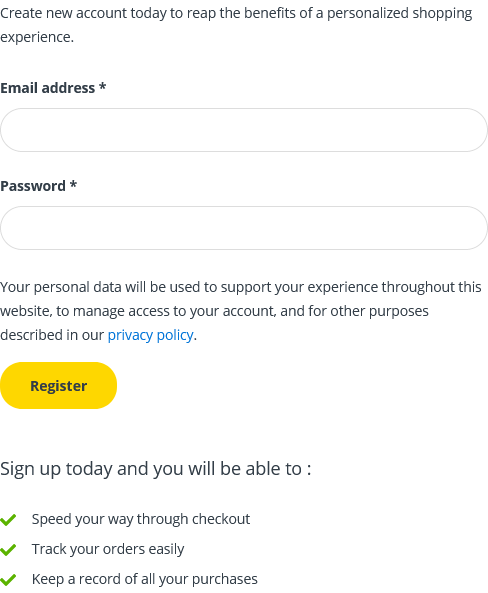 Create new account today to reap the benefits of a personalized shopping
experience.
Email address *
Password *
Your personal data will be used to support your experience throughout this
website, to manage access to your account, and for other purposes
described in our privacy policy.
Register
Sign up today and you will be able to :
Speed your way through checkout
Track your orders easily
Keep a record of all your purchases